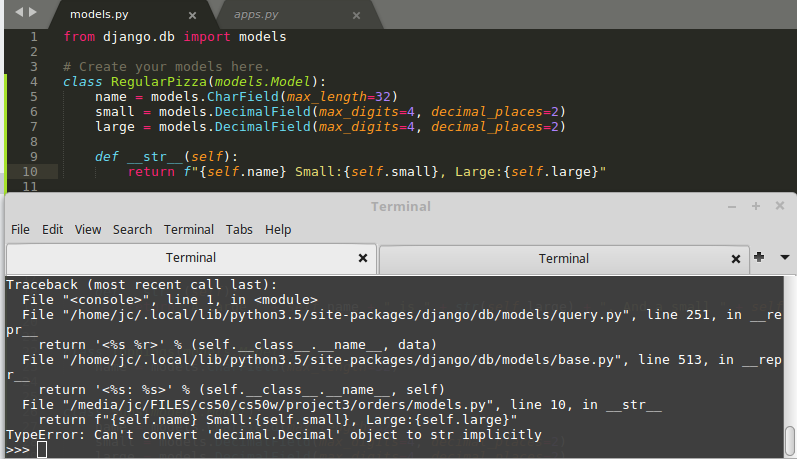 models.py × apps.py ×
1 from django.db import models
2
3 # Create your models here.
4 class RegularPizza(models.Model):
5     name = models.CharField(max_length=32)
6     small = models.DecimalField(max_digits=4, decimal_places=2)
7     large = models.DecimalField(max_digits=4, decimal_places=2)
8
9     def __str__(self):
10         return f"{self.name} Small:{self.small}, Large:{self.large}"
11
Terminal
File Edit View Search Terminal Tabs Help
Terminal × Terminal ×
Traceback (most recent call last):
  File "<console>", line 1, in <module>
  File "/home/jc/.local/lib/python3.5/site-packages/django/db/models/query.py", line 251, in __re
pr__
    return '<%s %r>' % (self.__class__.__name__, data)
  File "/home/jc/.local/lib/python3.5/site-packages/django/db/models/base.py", line 513, in __rep
r__
    return '<%s: %s>' % (self.__class__.__name__, self)
  File "/media/jc/FILES/cs50/cs50w/project3/orders/models.py", line 10, in __str__
    return f"{self.name} Small:{self.small}, Large:{self.large}"
TypeError: Can't convert 'decimal.Decimal' object to str implicitly
>>>